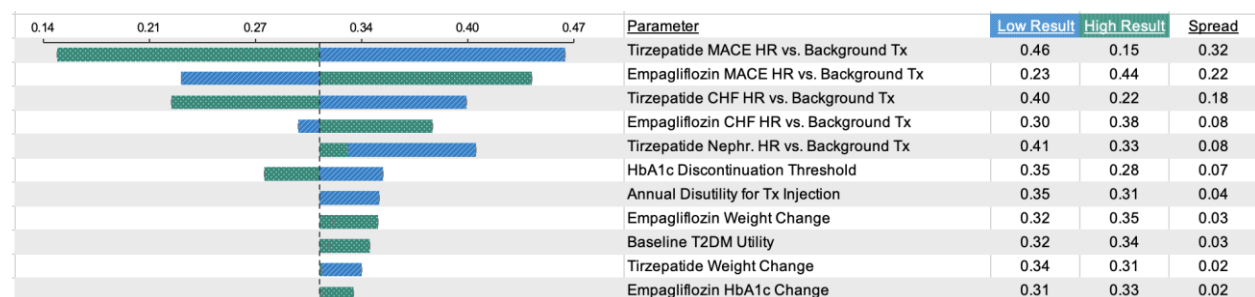 0.14 0.21 0.27 0.34 0.40 0.47 Parameter Low Result High Result Spread
Tirzepatide MACE HR vs. Background Tx 0.46 0.15 0.32
Empagliflozin MACE HR vs. Background Tx 0.23 0.44 0.22
Tirzepatide CHF HR vs. Background Tx 0.40 0.22 0.18
Empagliflozin CHF HR vs. Background Tx 0.30 0.38 0.08
Tirzepatide Nephr. HR vs. Background Tx 0.41 0.33 0.08
HbA1c Discontinuation Threshold 0.35 0.28 0.07
Annual Disutility for Tx Injection 0.35 0.31 0.04
Empagliflozin Weight Change 0.32 0.35 0.03
Baseline T2DM Utility 0.32 0.34 0.03
Tirzepatide Weight Change 0.34 0.31 0.02
Empagliflozin HbA1c Change 0.31 0.33 0.02